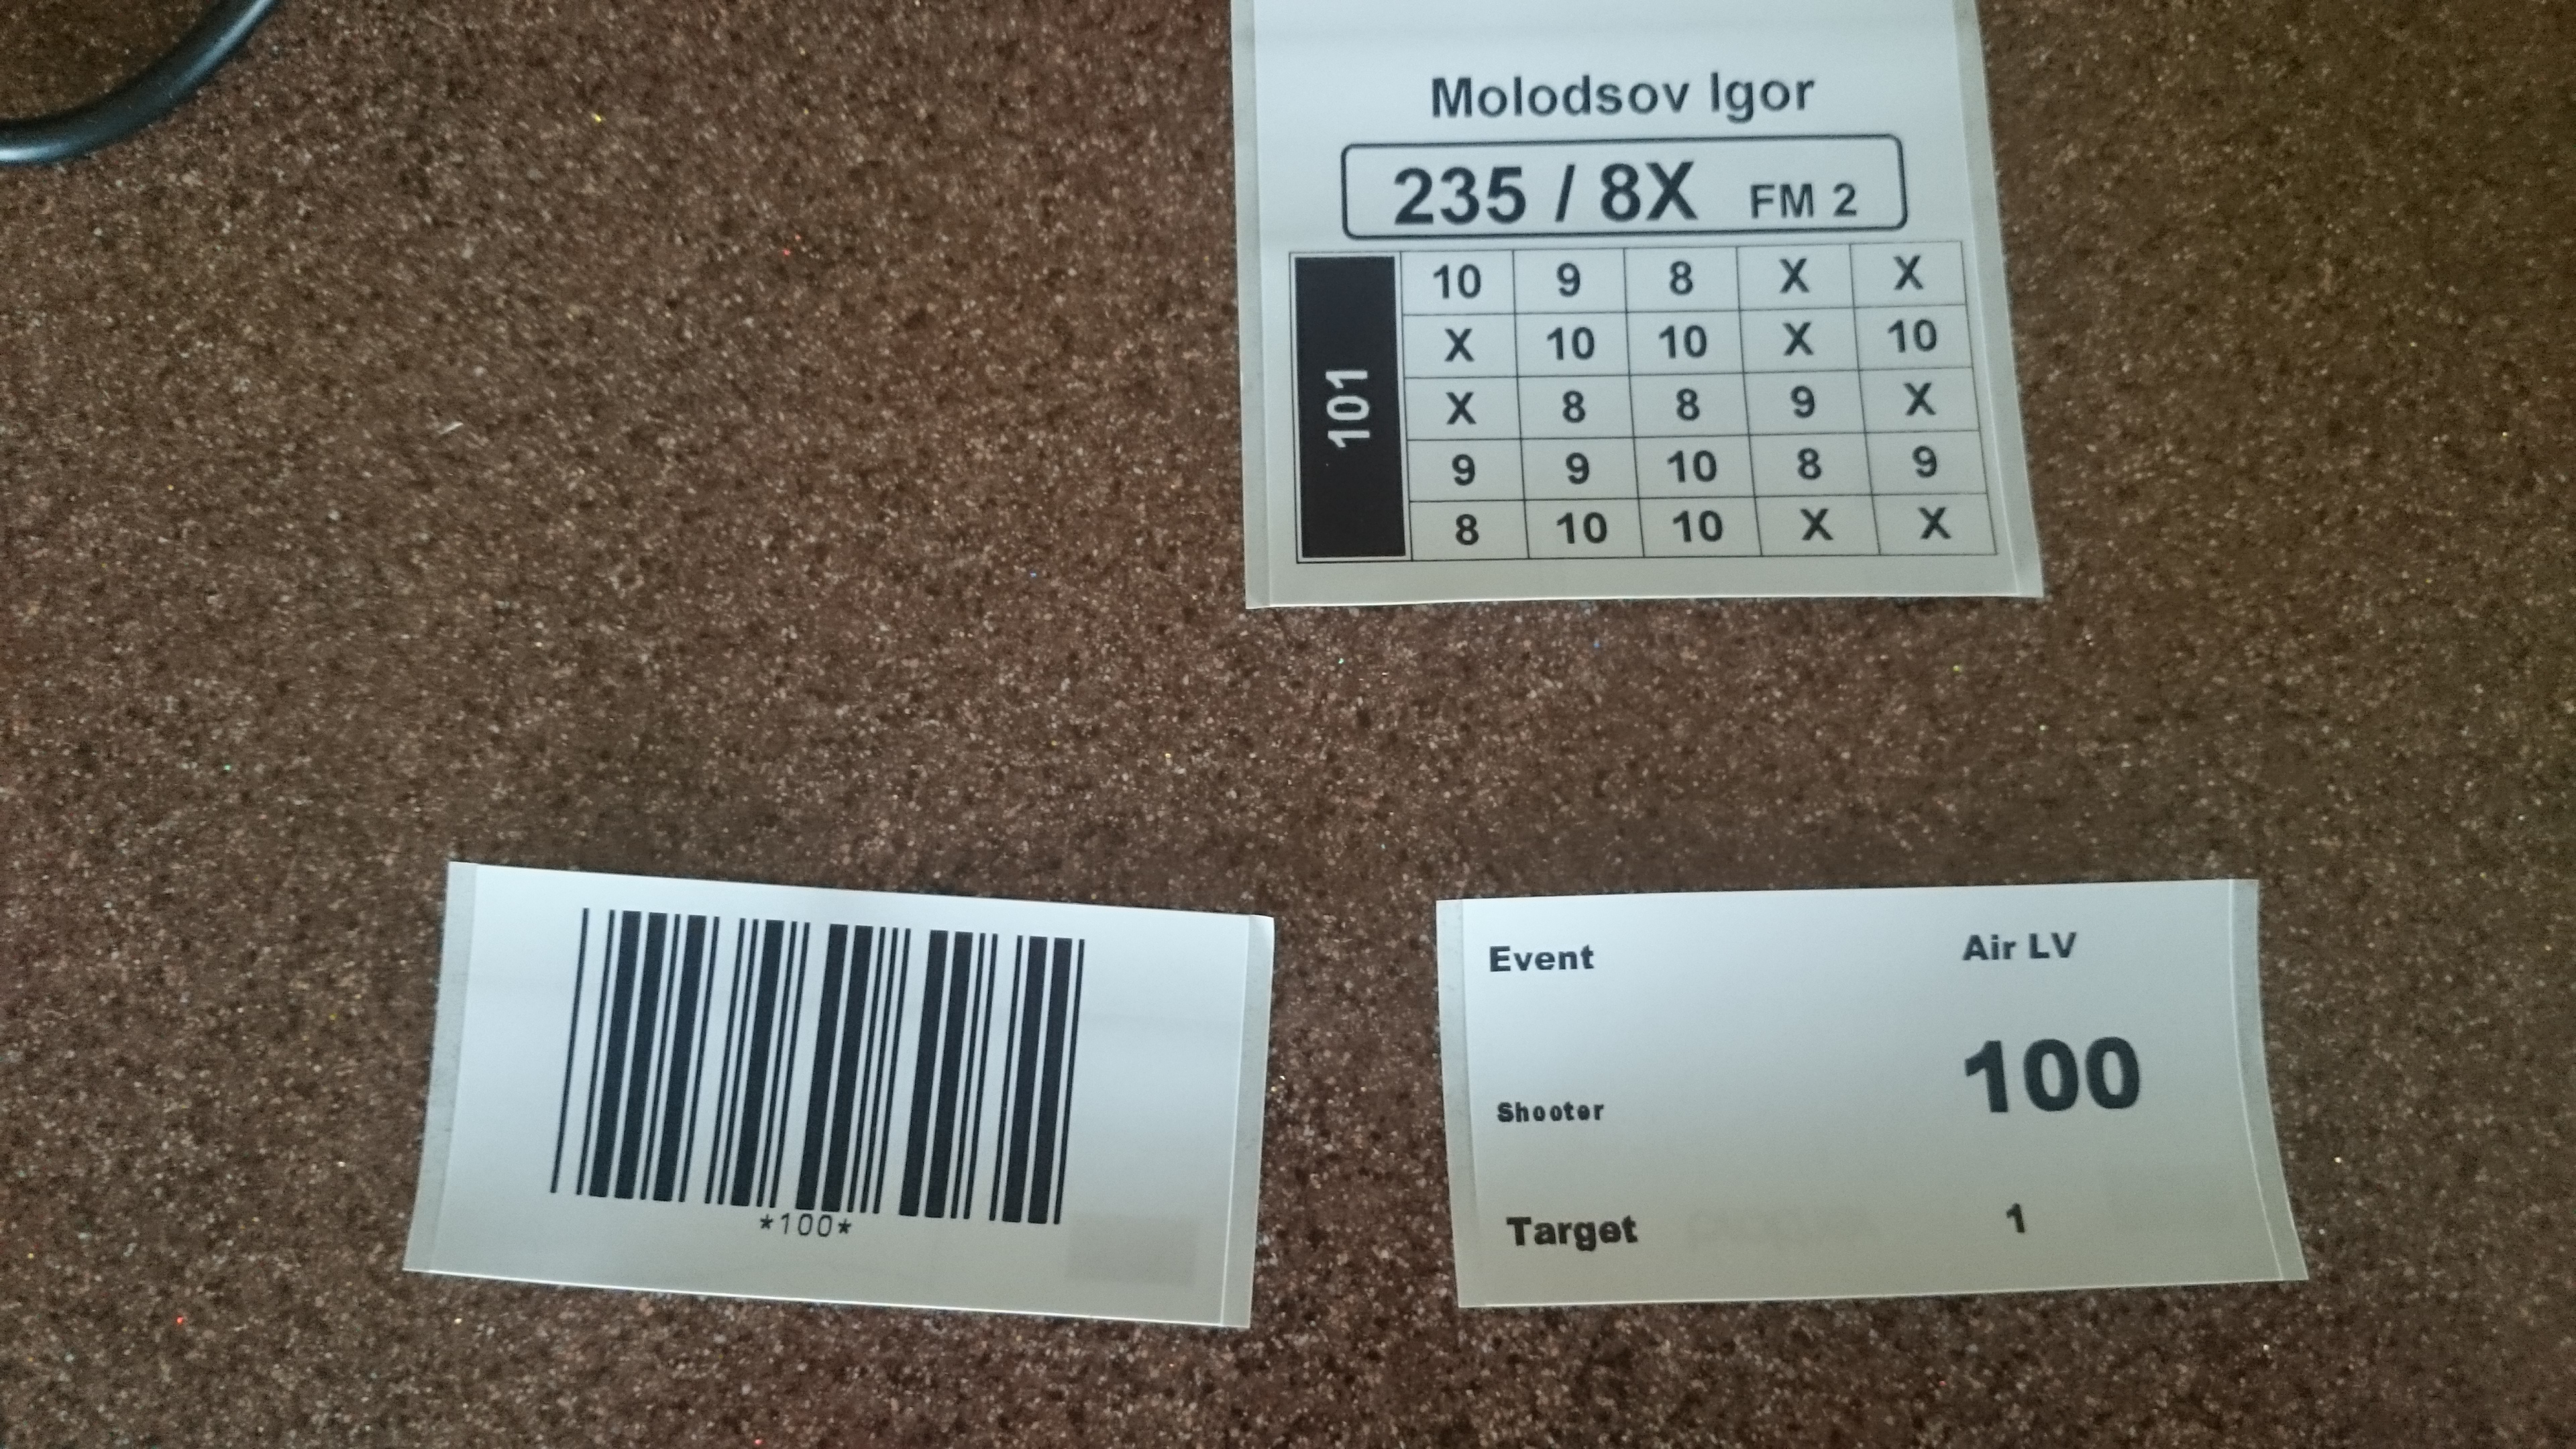 Molodsov Igor
235 / 8X FM 2
101
10 9 8 X X
X 10 10 X 10
X 8 8 9 X
9 9 10 8 9
8 10 10 X X
*100*
Event Air LV
Shooter 100
Target 1